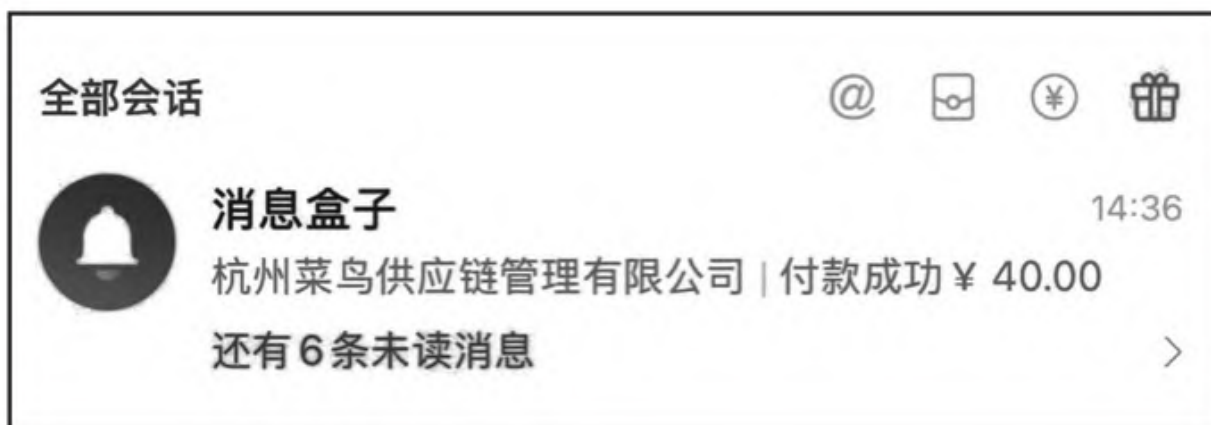 全部会话
@ ¥
消息盒子 14:36
杭州菜鸟供应链管理有限公司 | 付款成功 ¥ 40.00
还有6条未读消息